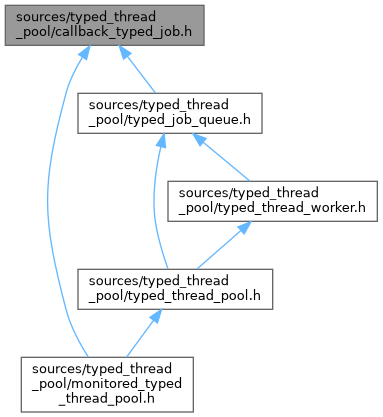 sources/typed_thread
_pool/callback_typed_job.h
sources/typed_thread
_pool/typed_job_queue.h
sources/typed_thread
_pool/typed_thread_worker.h
sources/typed_thread
_pool/typed_thread_pool.h
sources/typed_thread
_pool/monitored_typed
_thread_pool.h